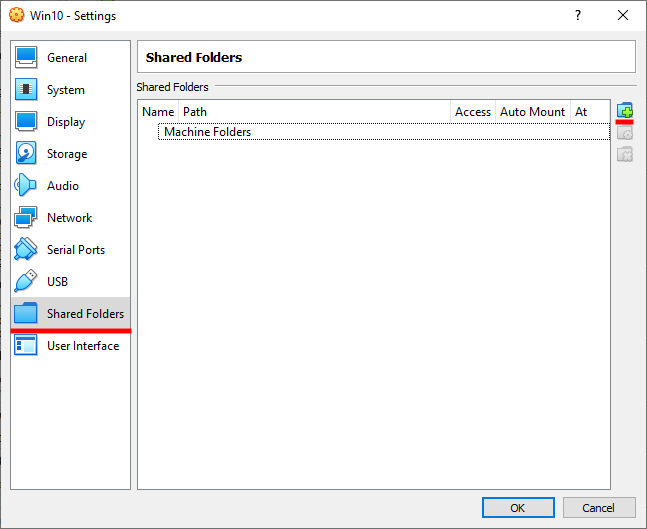 Win10 - Settings
?
General
System
Display
Storage
Audio
Network
Serial Ports
USB
Shared Folders
User Interface
Shared Folders
Shared Folders
Name Path Access Auto Mount At
Machine Folders
OK Cancel